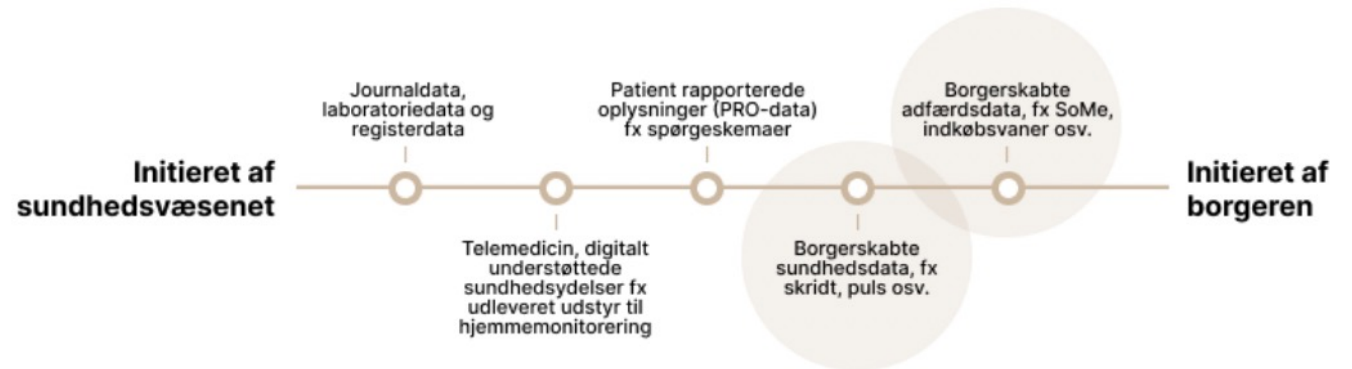 Initieret af
sundhedsvæsenet
Journaldata,
laboratoriedata og
registerdata
Telemedicin, digitalt
understøttede
sundhedsydelser fx
udleveret udstyr til
hjemmemonitorering
Patient rapporterede
oplysninger (PRO-data)
fx spørgeskemaer
Borgerskabte
sundhedsdata, fx
skridt, puls osv.
Borgerskabte
adfærdsdata, fx SoMe,
indkøbsvaner osv.
Initieret af
borgeren